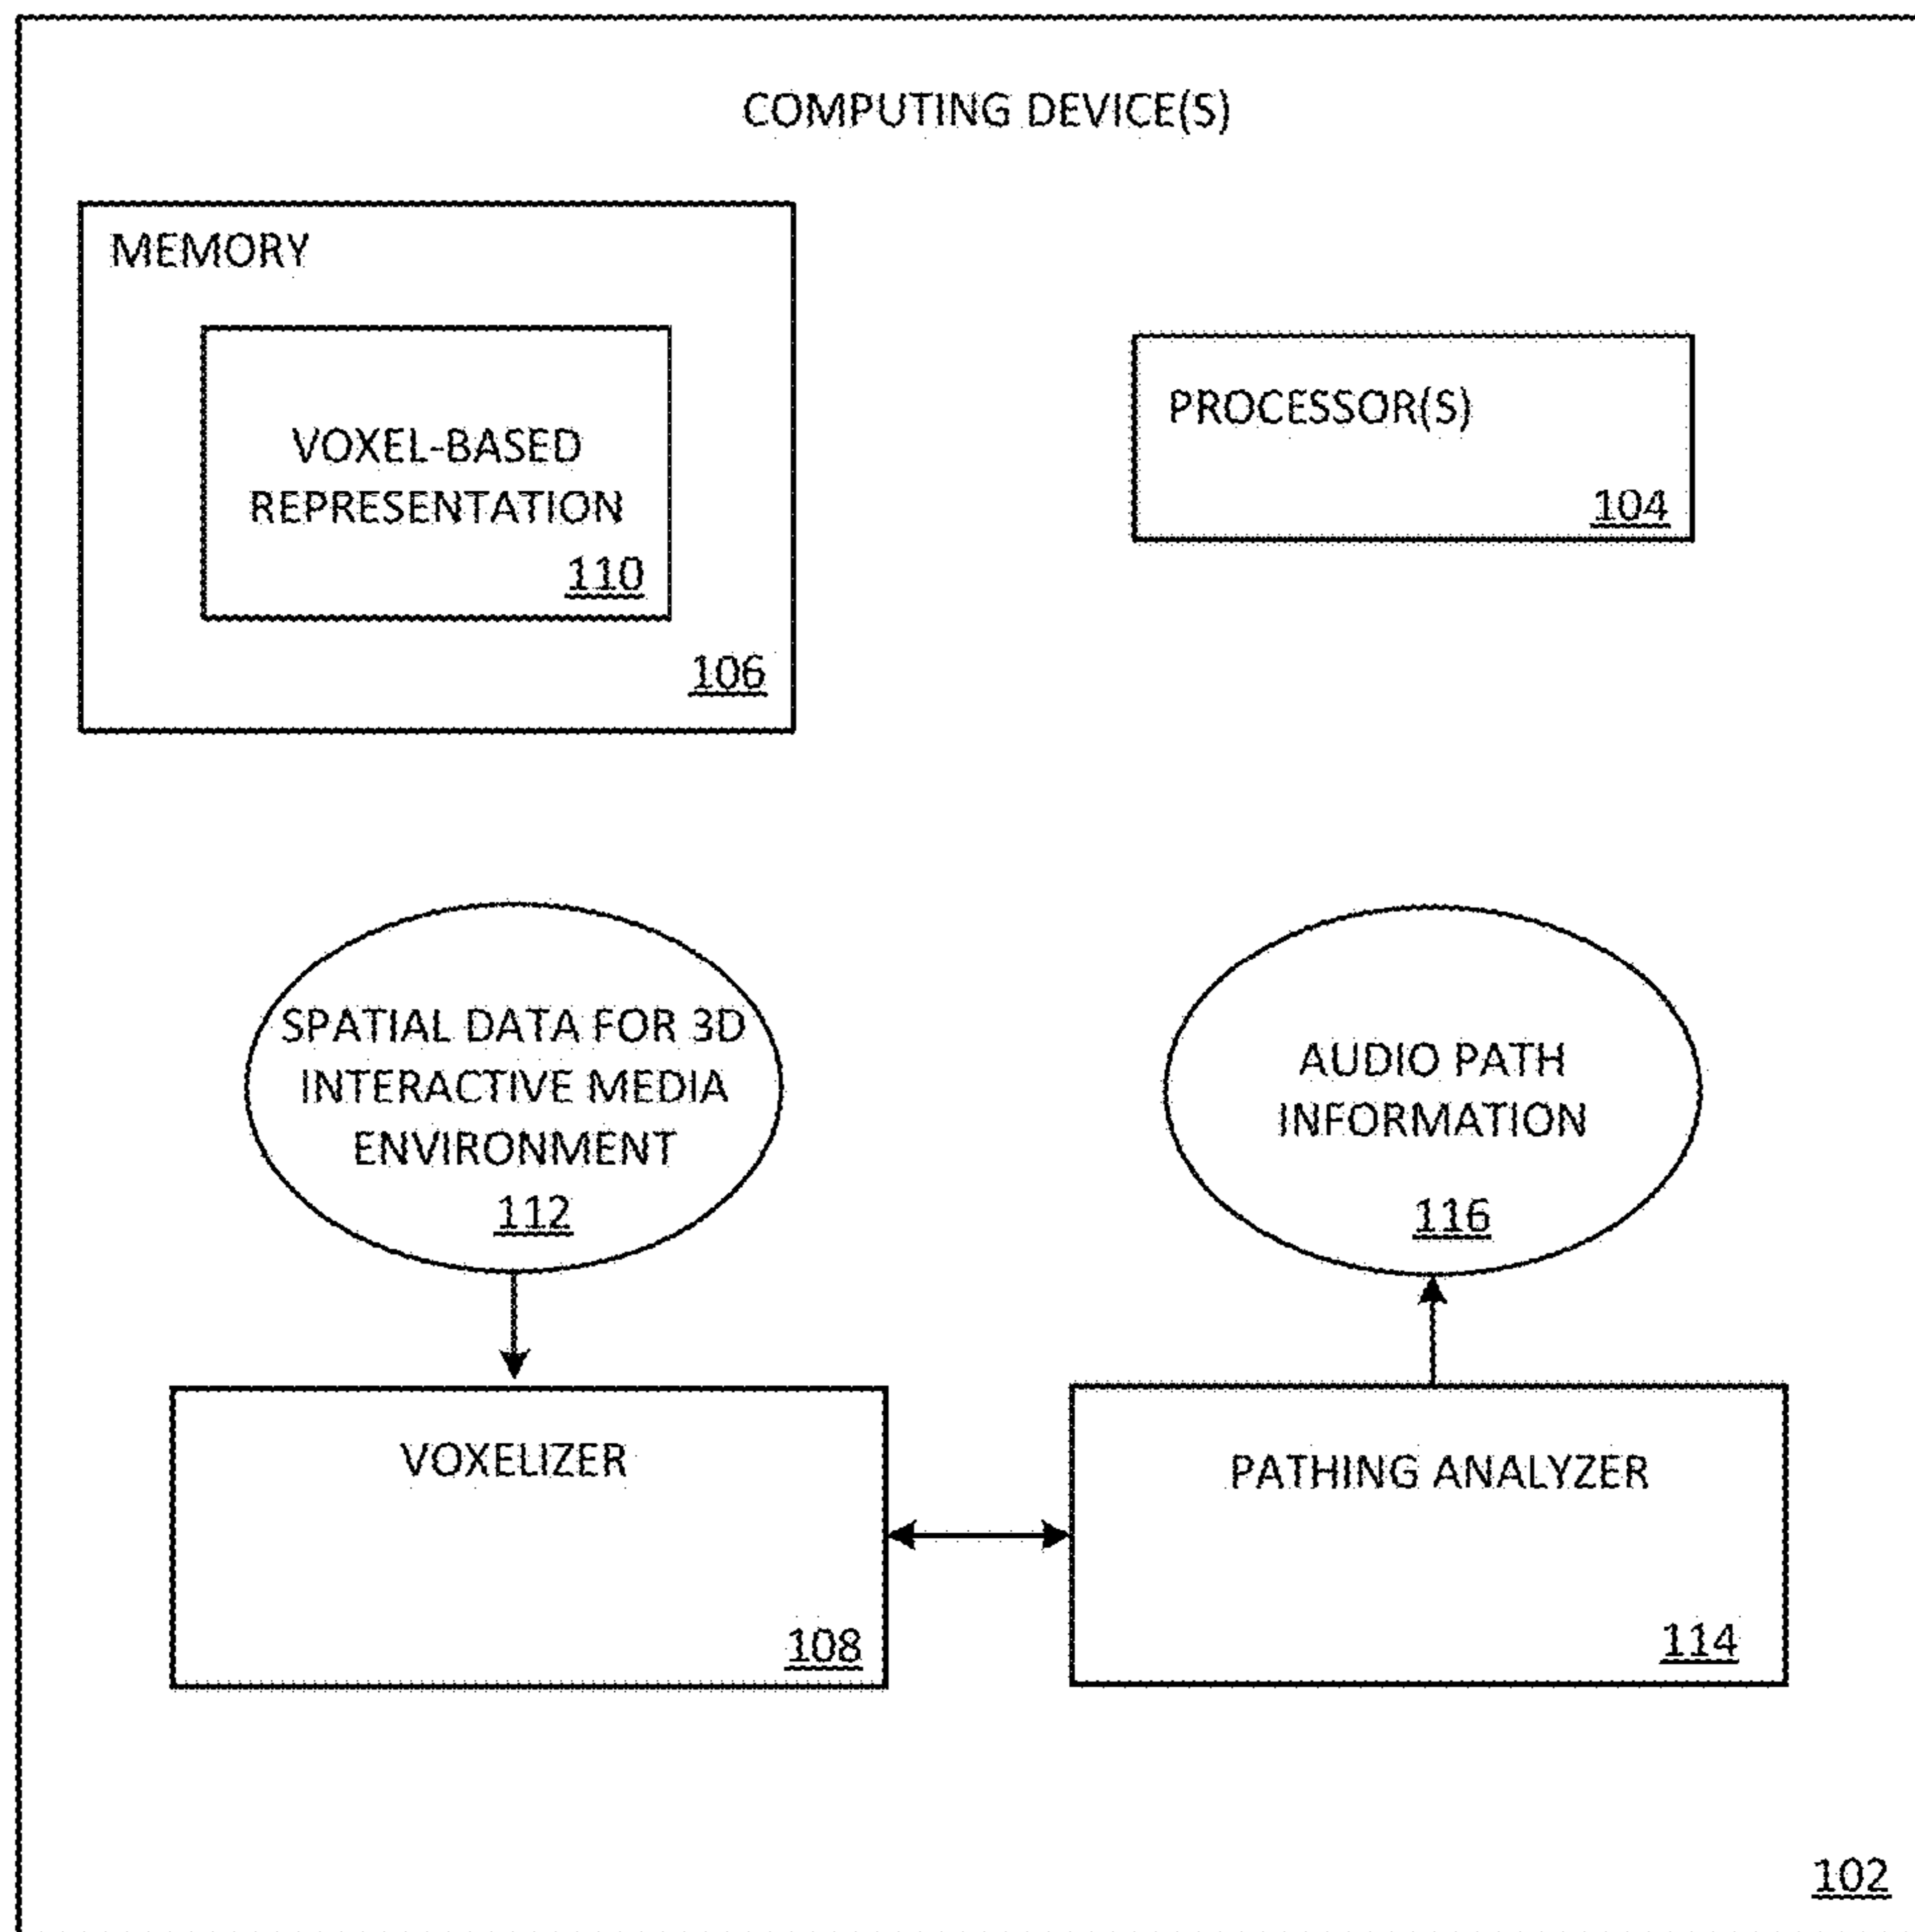 COMPUTING DEVICE(S)
MEMORY
VOXEL-BASED
REPRESENTATION
110
106
PROCESSOR(S)
104
SPATIAL DATA FOR 3D
INTERACTIVE MEDIA
ENVIRONMENT
112
AUDIO PATH
INFORMATION
116
VOXELIZER
108
PATHING ANALYZER
114
102